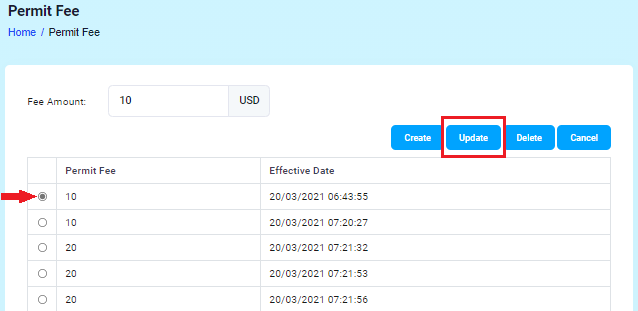 Permit Fee
Home / Permit Fee
Fee Amount: 10 USD
Create Update Delete Cancel
Permit Fee Effective Date
10 20/03/2021 06:43:55
10 20/03/2021 07:20:27
20 20/03/2021 07:21:32
20 20/03/2021 07:21:53
20 20/03/2021 07:21:56